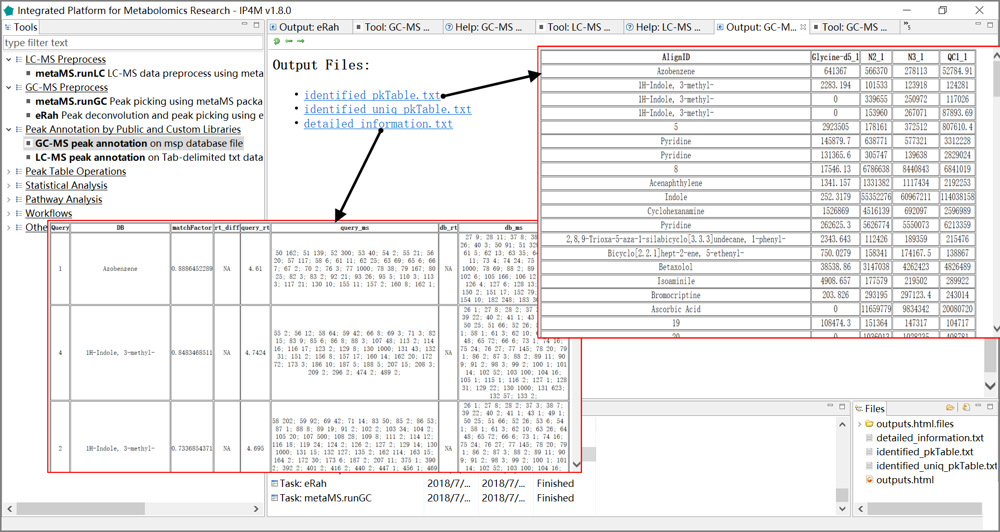 Integrated Platform for Metabolomics Research - IP4M v1.8.0
Tools
type filter text
LC-MS Preprocess
metaMS.runLC LC-MS data preprocess using meta
GC-MS Preprocess
metaMS.runGC Peak picking using metaMS packa
eRah Peak deconvolution and peak picking using e
Peak Annotation by Public and Custom Libraries
GC-MS peak annotation on msp database file
LC-MS peak annotation on Tab-delimited txt data
Peak Table Operations
Statistical Analysis
Pathway Analysis
Workflows
Othe
Output: eRah
Tool: GC-MS ...
Help: GC-MS ...
Tool: LC-MS ...
Help: LC-MS ...
Output: GC-M...
Tool: GC-MS ...
»5
Output Files:
• identified_pkTable.txt
• identified_uniq_pkTable.txt
• detailed_information.txt
AlignID Glycine-d5_1 N2_1 N3_1 QC1_1
Azobenzene 641367 566370 278113 52784.91
1H-Indole, 3-methyl- 2283.194 101533 123918 124281
1H-Indole, 3-methyl- 0 339655 250972 117026
1H-Indole, 3-methyl- 0 153960 267071 87893.69
5 2923505 178161 372512 807610.4
Pyridine 145879.7 638771 577321 3312228
Pyridine 131365.6 305747 139638 2829024
8 17546.13 6786638 8440843 6841019
Acenaphthylene 1341.157 1331382 1117434 2192253
Indole 252.3179 55352276 60967211 114038158
Cyclohexanamine 1526869 4516139 692097 2596989
Pyridine 262625.3 5626774 5550073 6213359
2,8,9-Trioxa-5-aza-1-silabicyclo[3.3.3]undecane, 1-phenyl- 2343.643 112426 189359 215476
Bicyclo[2.2.1]hept-2-ene, 5-ethenyl- 750.0279 158341 174167.5 138867
Betaxolol 38538.86 3147038 4262423 4826489
Isoaminile 4908.657 177579 219502 289922
Bromocriptine 203.826 293195 297123.4 243014
Ascorbic Acid 0 11659779 9834342 20080720
19 108474.3 151364 147317 104717
20 0 1036013 1028235 408781
Query DB matchFactor rt_diff query_rt query_ms db_rt db_ms
1 Azobenzene 0.8886452289 NA 4.61
50 162; 51 139; 52 300; 53 40; 54 2; 55 21; 56
20; 57 117; 58 6; 61 11; 62 25; 63 69; 65 6; 66
7; 67 2; 70 2; 76 3; 77 1000; 78 38; 79 167; 80
25; 82 3; 83 2; 92 21; 93 26; 95 5; 110 3; 113
3; 117 21; 130 10; 155 11; 157 2; 160 8; 162 1;
NA
27 9; 28 11; 37 8; 38
26; 40 3; 50 91; 51 329
61 5; 62 13; 63 35; 64
11; 73 4; 74 24; 75
1000; 78 69; 88 2; 89
102 6; 105 166; 106 12
126 4; 127 6; 128 13;
150 2; 151 17; 152 79;
154 10; 182 248; 183 30
4 1H-Indole, 3-methyl- 0.8483468511 NA 4.7424
55 2; 56 12; 58 64; 59 42; 66 8; 69 3; 71 3; 82
15; 83 9; 85 6; 86 8; 88 3; 107 48; 113 2; 114
16; 116 17; 123 2; 129 8; 130 1000; 131 43; 132
31; 151 2; 156 8; 157 17; 160 14; 162 20; 172
72; 173 3; 186 10; 187 5; 188 5; 207 15; 208 3;
209 2; 296 2; 474 2; 489 2;
NA
26 1; 27 8; 28 2; 37 3
39 22; 40 2; 41 1; 43
50 25; 51 66; 52 26; 5
1; 58 1; 61 3; 62 10; 6
48; 65 72; 66 6; 73 1; 74 16;
75 24; 76 27; 77 145; 78 20; 79
1; 86 2; 87 3; 88 2; 89 11; 90
9; 91 2; 98 3; 99 2; 100 1; 101
14; 102 52; 103 100; 104 16;
105 1; 115 1; 116 2; 127 1; 128
31; 129 22; 130 1000; 131 623;
132 57; 133 2;
2 1H-Indole, 3-methyl- 0.7336854371 NA 4.695
58 202; 59 92; 69 42; 71 14; 83 50; 85 2; 86 53;
87 1; 88 8; 89 19; 91 2; 102 2; 103 34; 104 2;
105 20; 107 500; 108 28; 109 8; 111 2; 114 12;
116 18; 119 24; 124 2; 126 2; 127 2; 129 14; 130
1000; 131 15; 132 127; 135 2; 162 114; 163 15;
164 2; 172 30; 173 6; 187 2; 207 11; 375 1; 390
2; 392 2; 401 2; 416 2; 440 2; 447 1; 456 1; 469
NA
26 1; 27 8; 28 2; 37 3; 38 7;
39 22; 40 2; 41 1; 43 1; 49 1;
50 25; 51 66; 52 26; 53 6; 54
1; 58 1; 61 3; 62 10; 63 26; 64
48; 65 72; 66 6; 73 1; 74 16;
75 24; 76 27; 77 145; 78 20; 79
1; 86 2; 87 3; 88 2; 89 11; 90
9; 91 2; 98 3; 99 2; 100 1; 101
14; 102 52; 103 100; 104 16;
Task: eRah 2018/7/... 2018/7/... Finished
Task: metaMS.runGC 2018/7/... 2018/7/... Finished
Files
outputs.html.files
detailed_information.txt
identified_pkTable.txt
identified_uniq_pkTable.txt
outputs.html